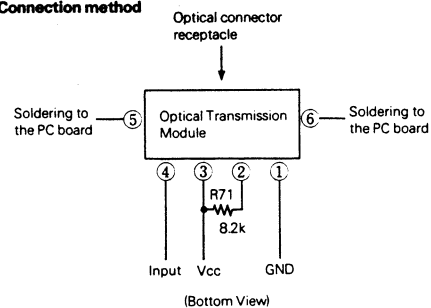 Connection method
Optical connector
receptacle
Soldering to
the PC board
⑤
Optical Transmission
Module
⑥
Soldering to
the PC board
④ ③ ② ①
R71
8.2k
Input Vcc GND
(Bottom View)